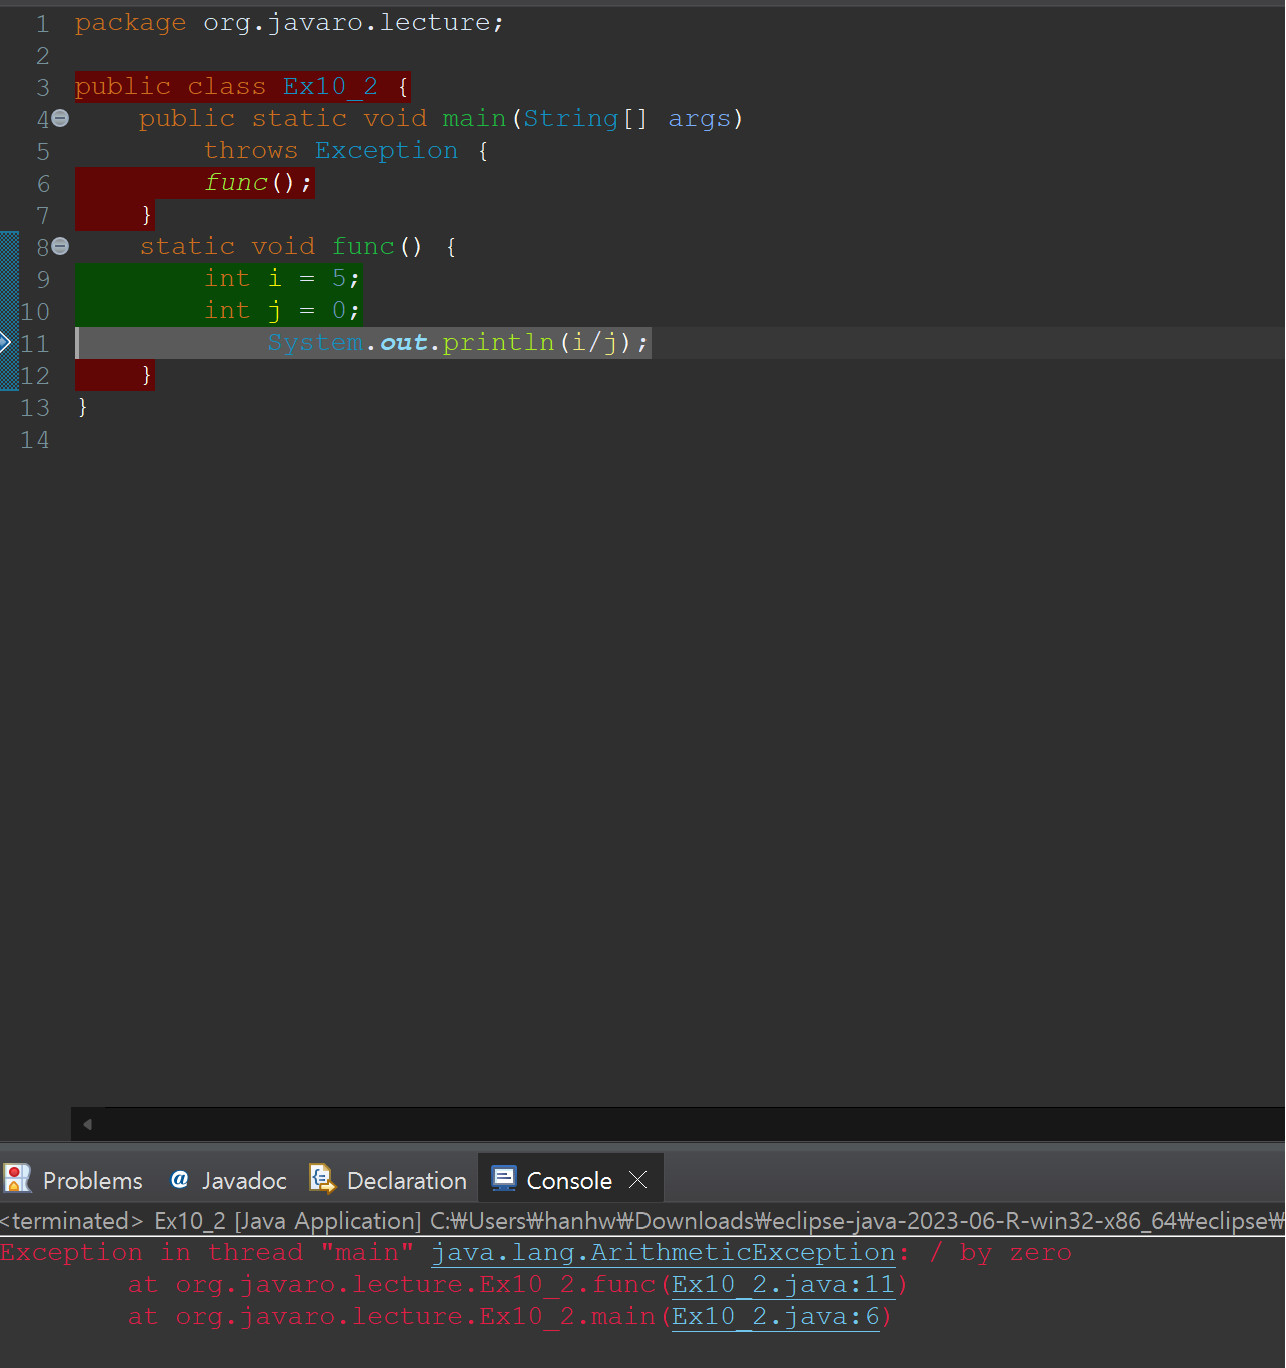 1 package org.javaro.lecture;
2
3 public class Ex10_2 {
4 public static void main(String[] args)
5 throws Exception {
6 func();
7 }
8 static void func() {
9 int i = 5;
10 int j = 0;
11 System.out.println(i/j);
12 }
13 }
14
Problems @ Javadoc Declaration Console
<terminated> Ex10_2 [Java Application] C:₩Users₩hanhw₩Downloads₩eclipse-java-2023-06-R-win32-x86_64₩eclipse₩
Exception in thread "main" java.lang.ArithmeticException: / by zero
at org.javaro.lecture.Ex10_2.func(Ex10_2.java:11)
at org.javaro.lecture.Ex10_2.main(Ex10_2.java:6)